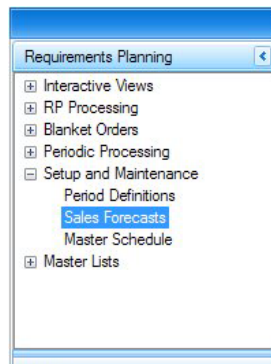 Requirements Planning
Interactive Views
RP Processing
Blanket Orders
Periodic Processing
Setup and Maintenance
Period Definitions
Sales Forecasts
Master Schedule
Master Lists